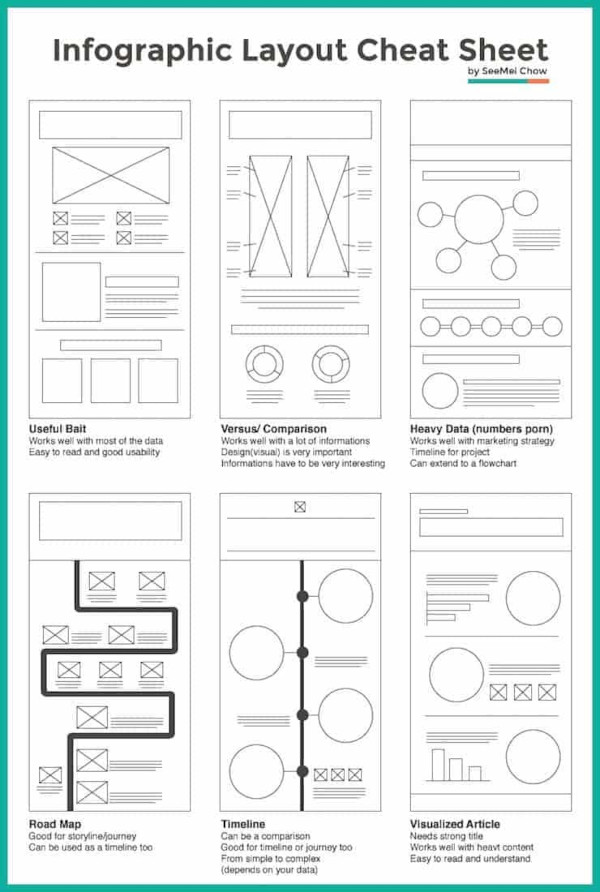 Infographic Layout Cheat Sheet
by SeeMei Chow
Useful Bait
Works well with most of the data
Easy to read and good usability
Versus/ Comparison
Works well with a lot of informations
Design(visual) is very important
Informations have to be very interesting
Heavy Data (numbers porn)
Works well with marketing strategy
Timeline for project
Can extend to a flowchart
Road Map
Good for storyline/journey
Can be used as a timeline too
Timeline
Can be a comparison
Good for timeline or journey too
From simple to complex
(depends on your data)
Visualized Article
Needs strong title
Works well with heavt content
Easy to read and understand